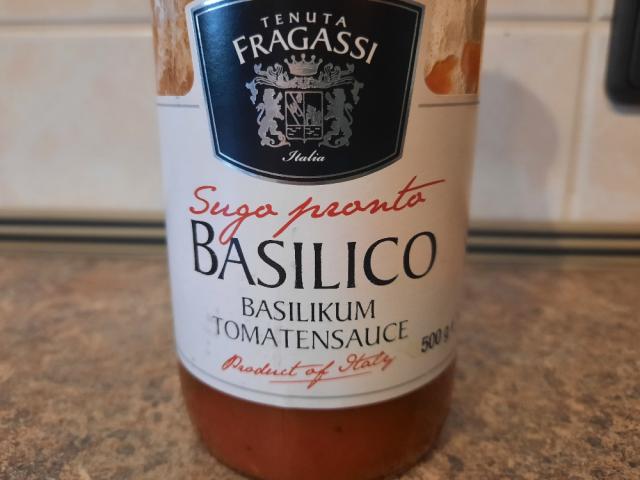 TENUTA
FRAGASSI
Italia
Sugo pronto
BASILICO
BASILIKUM
TOMATENSAUCE
500 g
Product of Italy